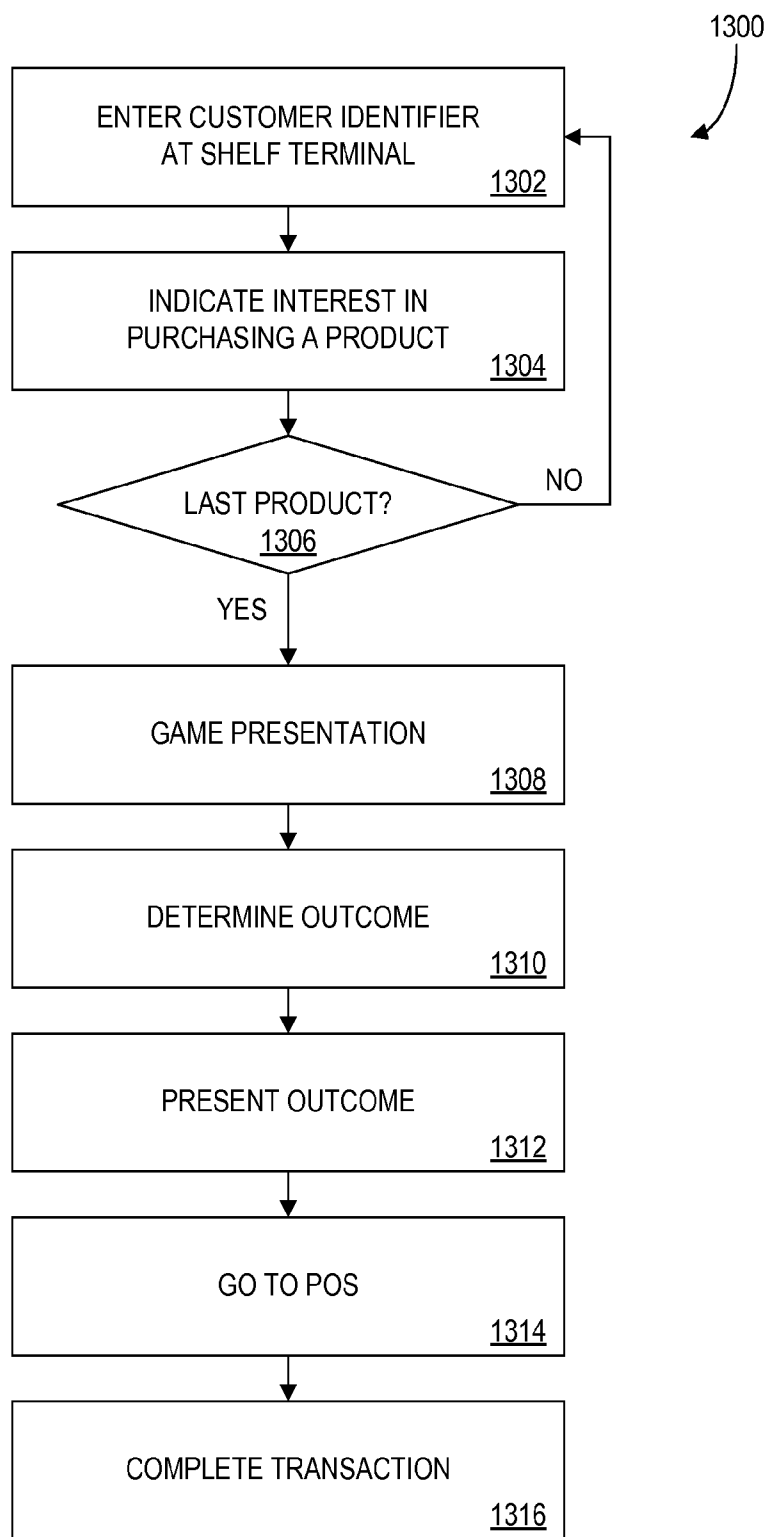 1300
ENTER CUSTOMER IDENTIFIER
AT SHELF TERMINAL
1302
INDICATE INTEREST IN
PURCHASING A PRODUCT
1304
LAST PRODUCT?
1306
NO
YES
GAME PRESENTATION
1308
DETERMINE OUTCOME
1310
PRESENT OUTCOME
1312
GO TO POS
1314
COMPLETE TRANSACTION
1316